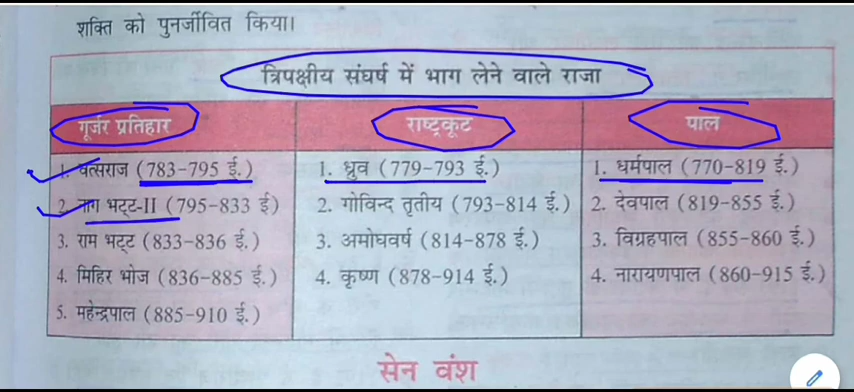 शक्ति को पुनर्जीवित किया।
त्रिपक्षीय संघर्ष में भाग लेने वाले राजा
गूर्जर प्रतिहार राष्ट्रकूट पाल
1. वत्सराज (783-795 ई.) 1. ध्रुव (779-793 ई.) 1. धर्मपाल (770-819 ई.)
2. नाग भट्ट-II (795-833 ई) 2. गोविन्द तृतीय (793-814 ई.) 2. देवपाल (819-855 ई.)
3. राम भट्ट (833-836 ई.) 3. अमोघवर्ष (814-878 ई.) 3. विग्रहपाल (855-860 ई.)
4. मिहिर भोज (836-885 ई.) 4. कृष्ण (878-914 ई.) 4. नारायणपाल (860-915 ई.)
5. महेन्द्रपाल (885-910 ई.)
सेन वंश